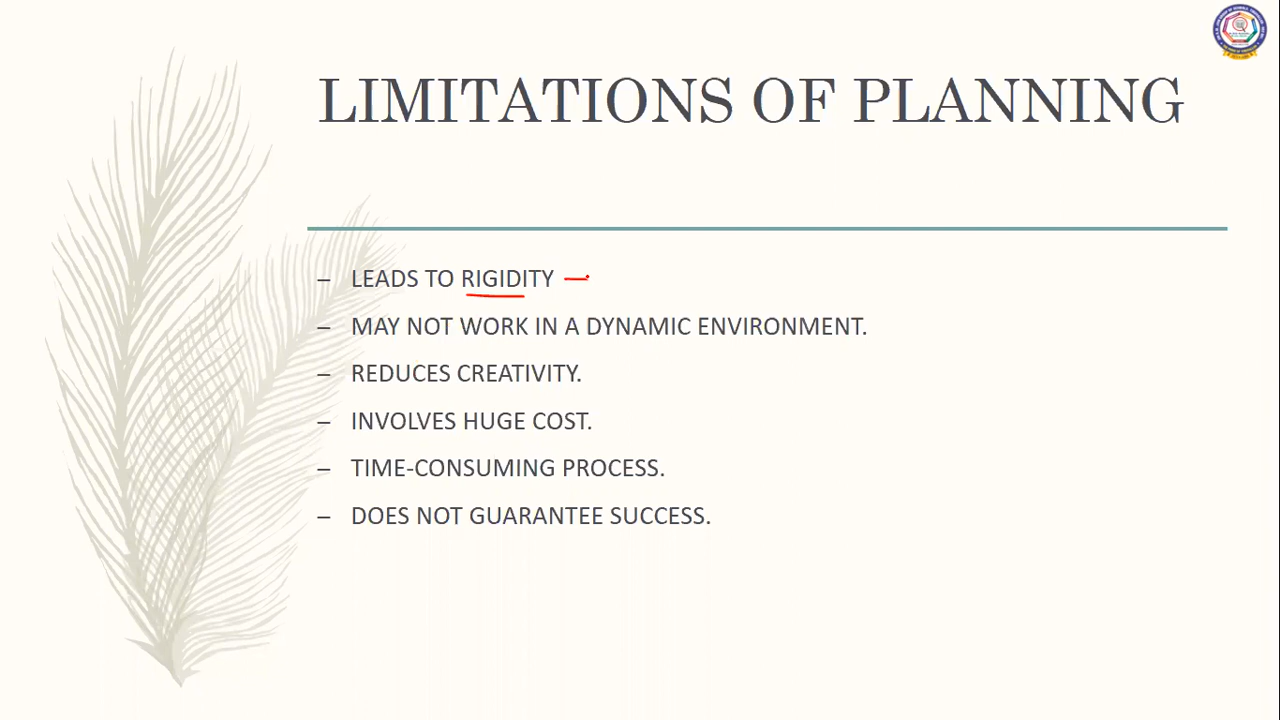 LIMITATIONS OF PLANNING
– LEADS TO RIGIDITY –
– MAY NOT WORK IN A DYNAMIC ENVIRONMENT.
– REDUCES CREATIVITY.
– INVOLVES HUGE COST.
– TIME-CONSUMING PROCESS.
– DOES NOT GUARANTEE SUCCESS.